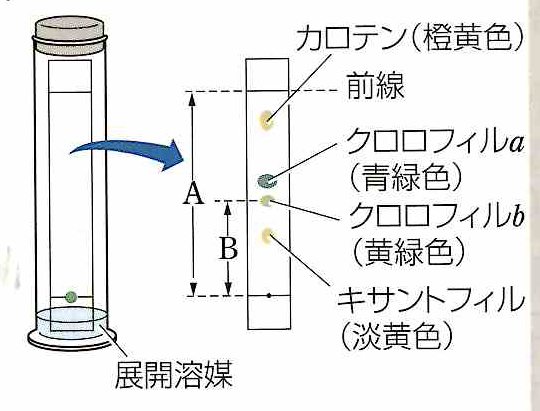 カロテン（橙黄色）
前線
クロロフィルa
（青緑色）
A
クロロフィルb
（黄緑色）
B
キサントフィル
（淡黄色）
展開溶媒